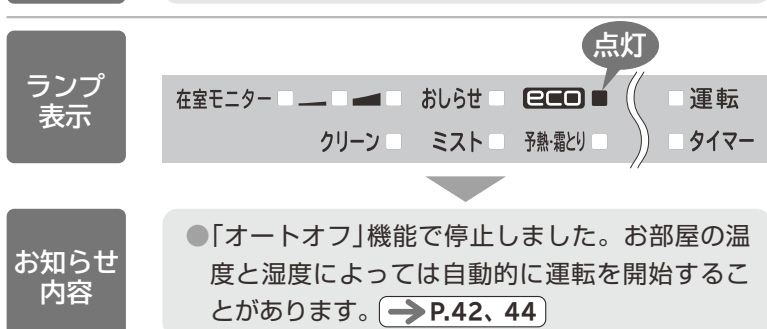 点灯
ランプ
表示
在室モニター おしらせ eco 運転
クリーン ミスト 予熱・霜とり タイマー
お知らせ
内容
●「オートオフ」機能で停止しました。お部屋の温
度と湿度によっては自動的に運転を開始するこ
とがあります。→P.42、44